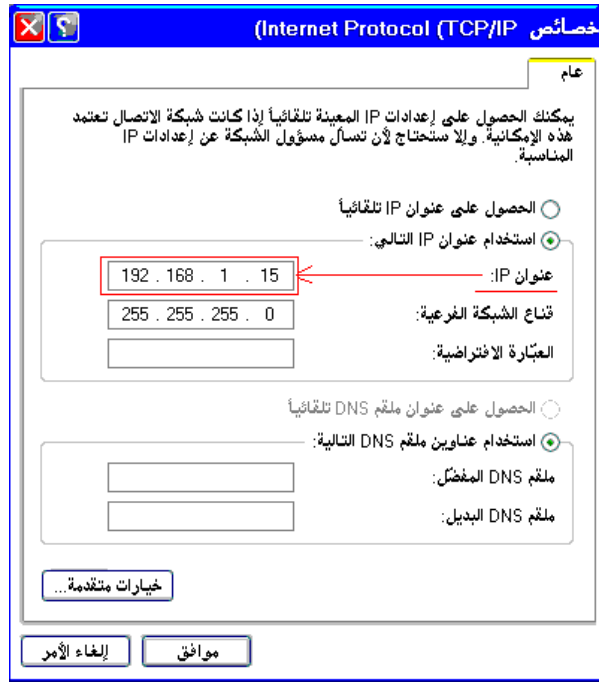 خصائص Internet Protocol (TCP/IP)
عام
يمكنك الحصول على إعدادات IP المعينة تلقائياً إذا كانت شبكة الاتصال تعتمد
هذه الإمكانية. وإلا ستحتاج لأن تسأل مسؤول الشبكة عن إعدادات IP
المناسبة.
الحصول على عنوان IP تلقائياً
استخدام عنوان IP التالي:
عنوان IP: 192 . 168 . 1 . 15
قناع الشبكة الفرعية: 255 . 255 . 255 . 0
العبّارة الافتراضية:
الحصول على عنوان ملقم DNS تلقائياً
استخدام عناوين ملقم DNS التالية:
ملقم DNS المفضّل:
ملقم DNS البديل:
خيارات متقدمة...
موافق
إلغاء الأمر